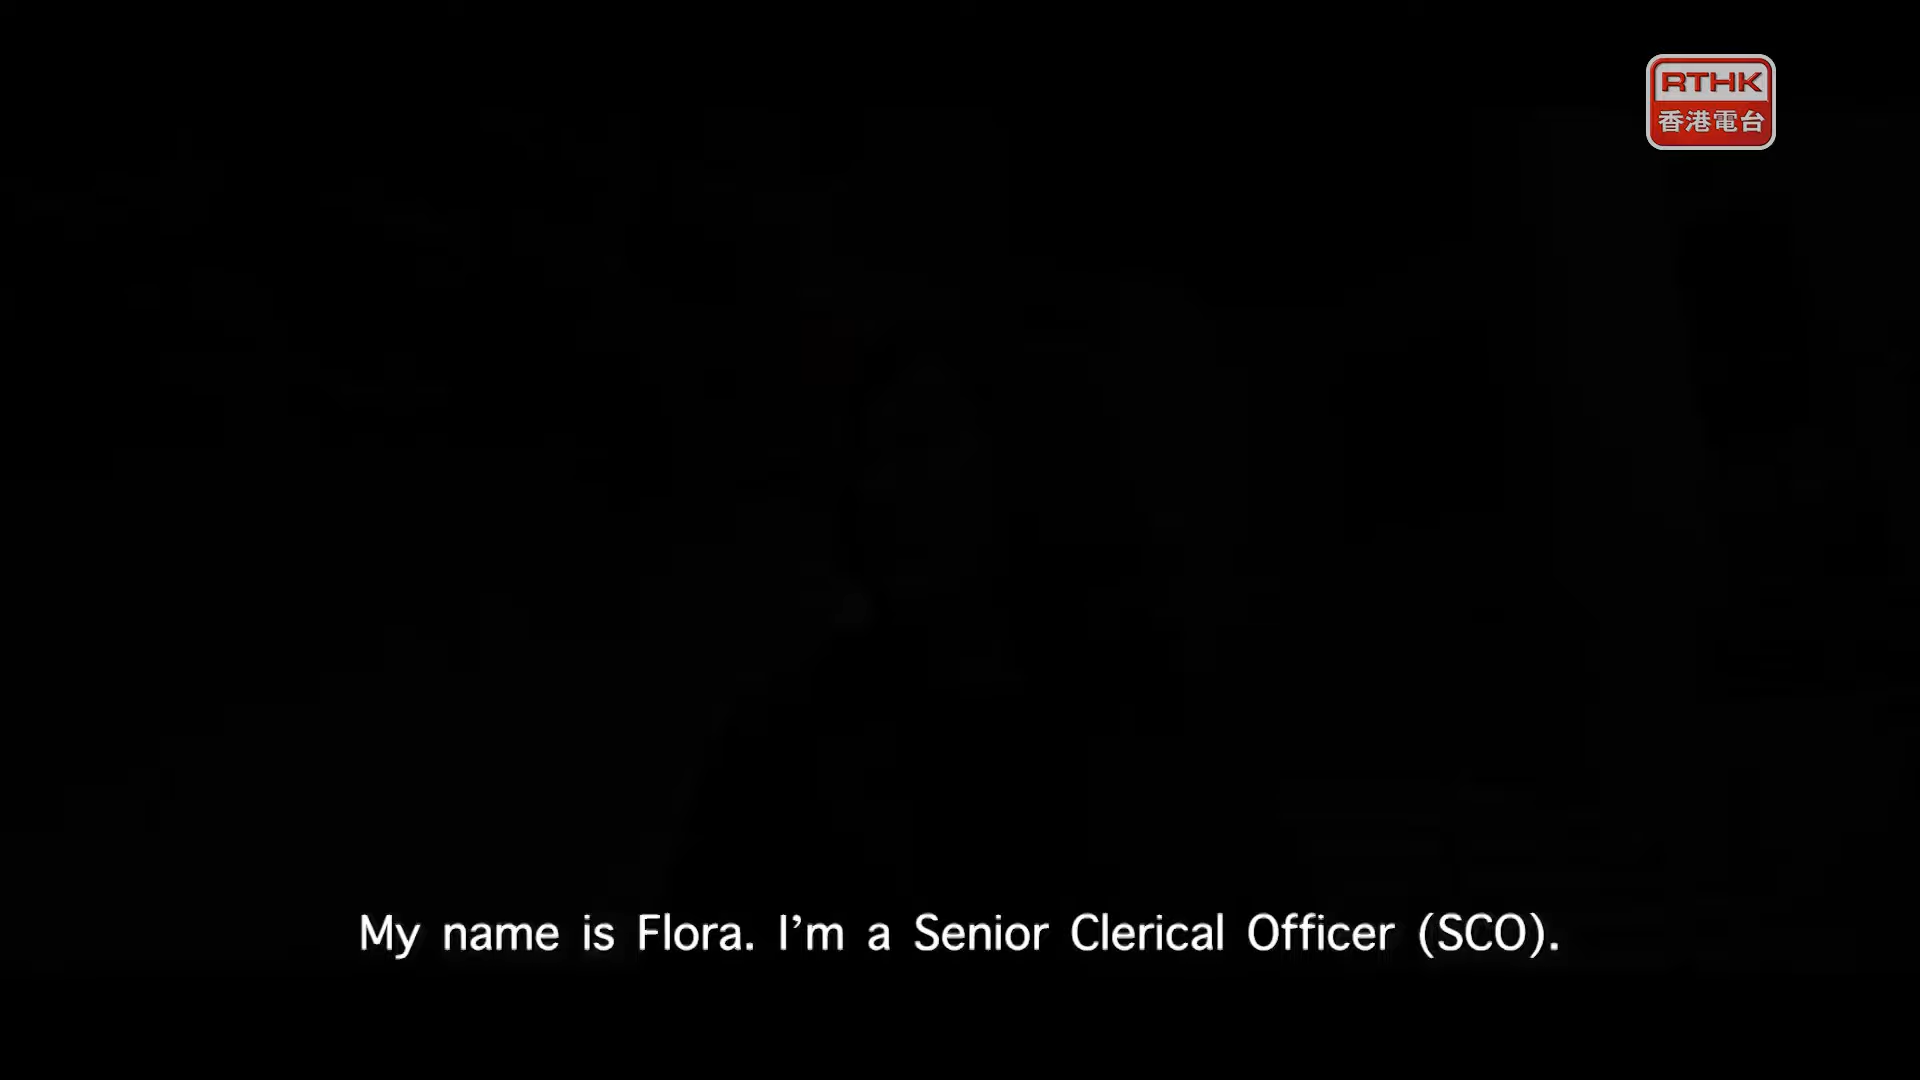 RTHK
香港電台
My name is Flora. I’m a Senior Clerical Officer (SCO).